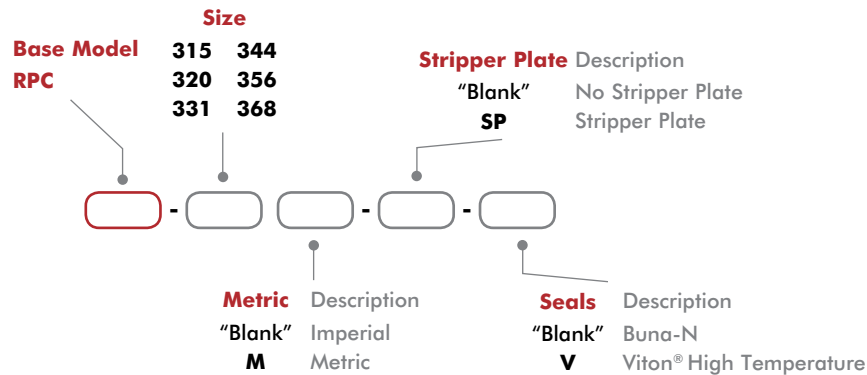 Size
Base Model
RPC
315 344
320 356
331 368
Stripper Plate Description
“Blank” No Stripper Plate
SP Stripper Plate
- - -
Metric Description
“Blank” Imperial
M Metric
Seals Description
“Blank” Buna-N
V Viton® High Temperature